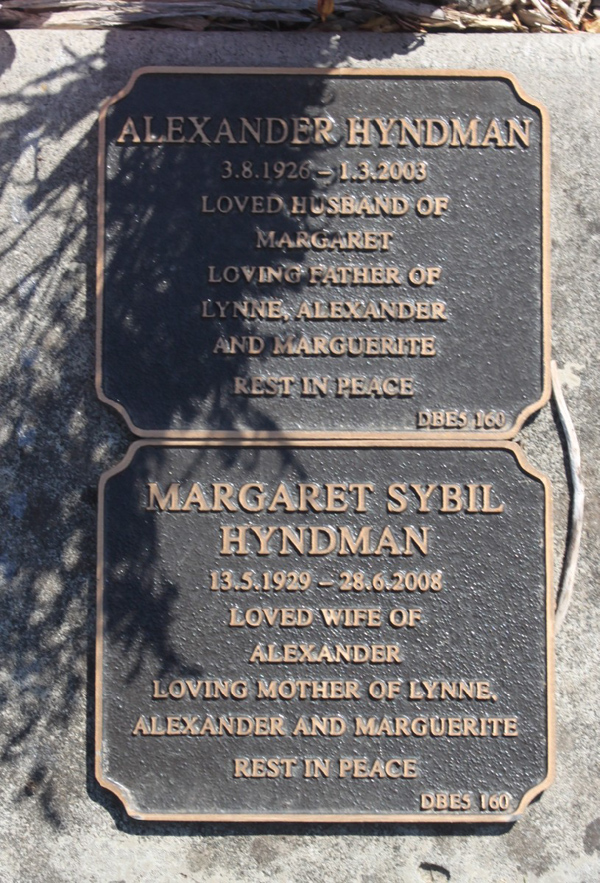 ALEXANDER HYNDMAN
3.8.1926 – 1.3.2003
LOVED HUSBAND OF
MARGARET
LOVING FATHER OF
LYNNE, ALEXANDER
AND MARGUERITE
REST IN PEACE
DBE5 160
MARGARET SYBIL
HYNDMAN
13.5.1929 – 28.6.2008
LOVED WIFE OF
ALEXANDER
LOVING MOTHER OF LYNNE,
ALEXANDER AND MARGUERITE
REST IN PEACE
DBE5 160